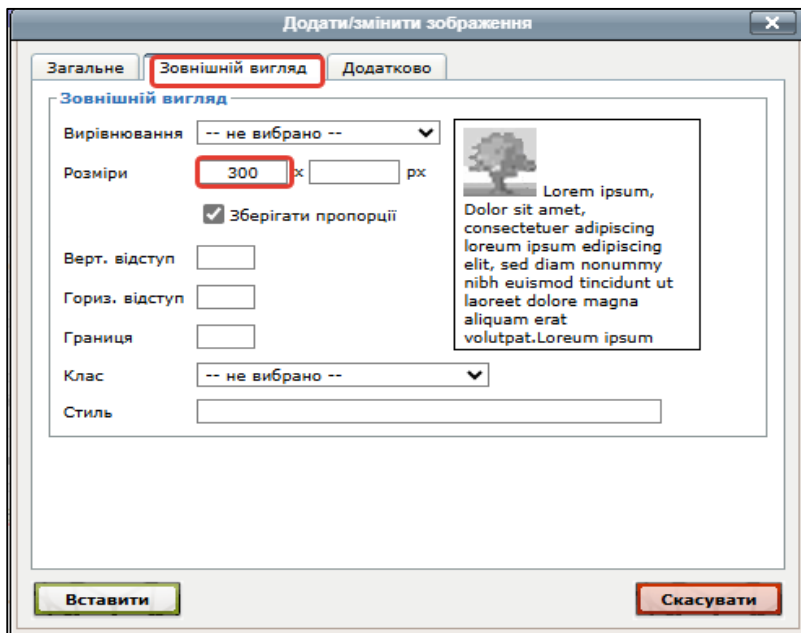 Додати/змінити зображення
Загальне Зовнішній вигляд Додатково
Зовнішній вигляд
Вирівнювання -- не вибрано --
Розміри 300 x px
Зберігати пропорції
Верт. відступ
Гориз. відступ
Границя
Клас -- не вибрано --
Стиль
Lorem ipsum,
Dolor sit amet,
consectetuer adipiscing
loreum ipsum edipiscing
elit, sed diam nonummy
nibh euismod tincidunt ut
laoreet dolore magna
aliquam erat
volutpat.Loreum ipsum
Вставити Скасувати